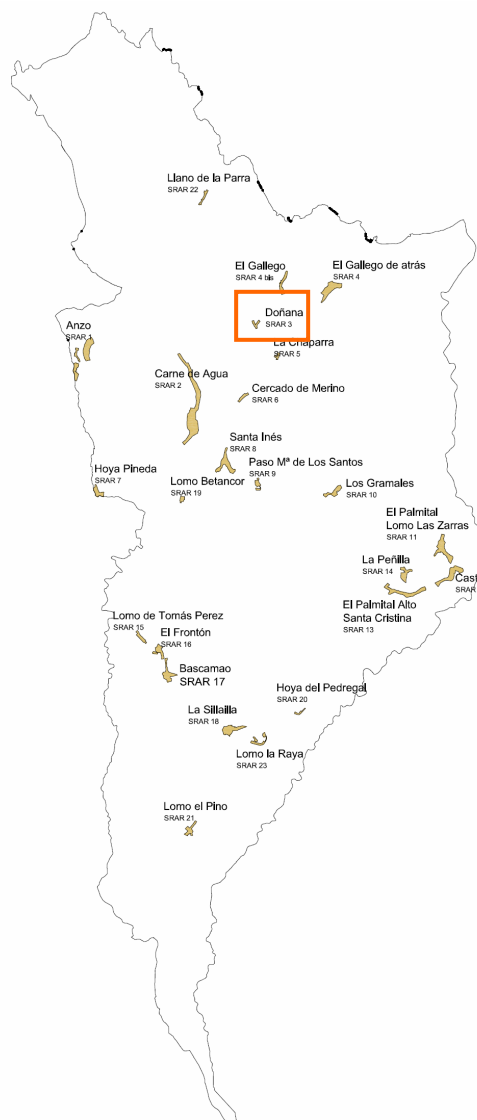 Llano de la Parra
SRAR 22
El Gallego
SRAR 4 bis
El Gallego de atrás
SRAR 4
Doñana
SRAR 3
Anzo
SRAR 1
La Chaparra
SRAR 5
Carne de Agua
SRAR 2
Cercado de Merino
SRAR 6
Santa Inés
SRAR 8
Paso Mª de Los Santos
SRAR 9
Hoya Pineda
SRAR 7
Lomo Betancor
SRAR 19
Los Gramales
SRAR 10
El Palmital
Lomo Las Zarras
SRAR 11
La Peñilla
SRAR 14
Cast
SRAR
El Palmital Alto
Santa Cristina
SRAR 13
Lomo de Tomás Perez
SRAR 15
El Frontón
SRAR 16
Bascamao
SRAR 17
Hoya del Pedregal
SRAR 20
La Sillailla
SRAR 18
Lomo la Raya
SRAR 23
Lomo el Pino
SRAR 21